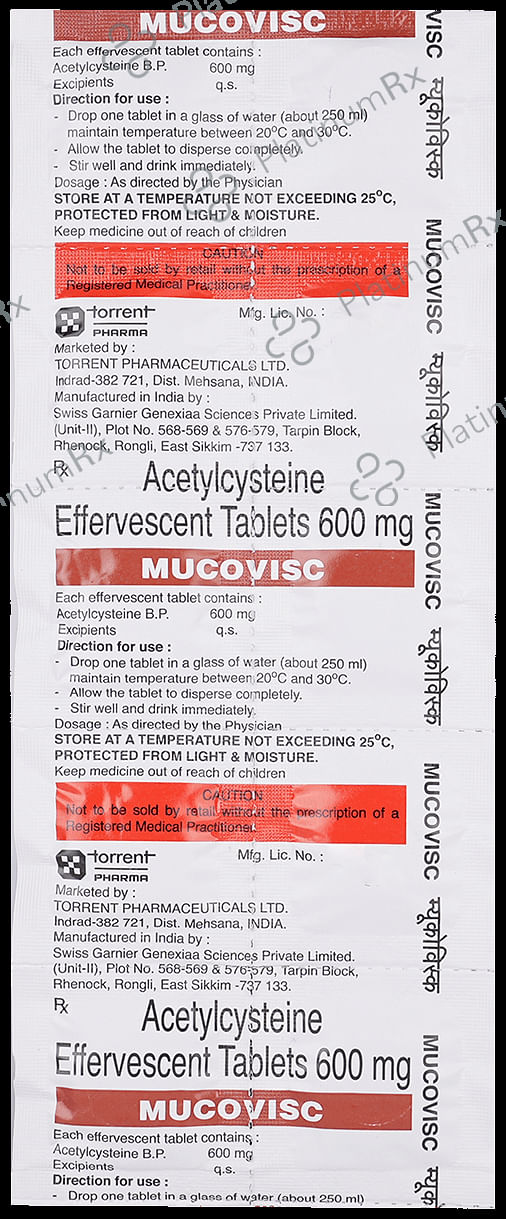 MUCOVISC
Each effervescent tablet contains :
Acetylcysteine B.P. 600 mg
Excipients q.s.
Direction for use :
- Drop one tablet in a glass of water (about 250 ml)
maintain temperature between 20°C and 30°C.
- Allow the tablet to disperse completely.
- Stir well and drink immediately.
Dosage : As directed by the Physician
STORE AT A TEMPERATURE NOT EXCEEDING 25°C,
PROTECTED FROM LIGHT & MOISTURE.
Keep medicine out of reach of children
CAUTION
Not to be sold by retail without the prescription of a
Registered Medical Practitioner.
torrent
PHARMA
Mfg. Lic. No. :
Marketed by :
TORRENT PHARMACEUTICALS LTD.
Indrad-382 721, Dist. Mehsana, INDIA.
Manufactured in India by :
Swiss Garnier Genexiaa Sciences Private Limited.
(Unit-II), Plot No. 568-569 & 576-579, Tarpin Block,
Rhenock, Rongli, East Sikkim -737 133.
Rx
Acetylcysteine
Effervescent Tablets 600 mg
MUCOVISC
Each effervescent tablet contains :
Acetylcysteine B.P. 600 mg
Excipients q.s.
Direction for use :
- Drop one tablet in a glass of water (about 250 ml)
maintain temperature between 20°C and 30°C.
- Allow the tablet to disperse completely.
- Stir well and drink immediately.
Dosage : As directed by the Physician
STORE AT A TEMPERATURE NOT EXCEEDING 25°C,
PROTECTED FROM LIGHT & MOISTURE.
Keep medicine out of reach of children
CAUTION
Not to be sold by retail without the prescription of a
Registered Medical Practitioner.
torrent
PHARMA
Mfg. Lic. No. :
Marketed by :
TORRENT PHARMACEUTICALS LTD.
Indrad-382 721, Dist. Mehsana, INDIA.
Manufactured in India by :
Swiss Garnier Genexiaa Sciences Private Limited.
(Unit-II), Plot No. 568-569 & 576-579, Tarpin Block,
Rhenock, Rongli, East Sikkim -737 133.
Rx
Acetylcysteine
Effervescent Tablets 600 mg
MUCOVISC
Each effervescent tablet contains :
Acetylcysteine B.P. 600 mg
Excipients q.s.
Direction for use :
- Drop one tablet in a glass of water (about 250 ml)
VISC म्यूकोविस्क
MUCOVISC म्यूकोविस्क
MUCOVISC म्यूकोविस्क
MUCOVISC म्यूकोविस्क
MUCOVISC म्यूक
PlatinumRx
PlatinumRx
PlatinumRx
Platinum